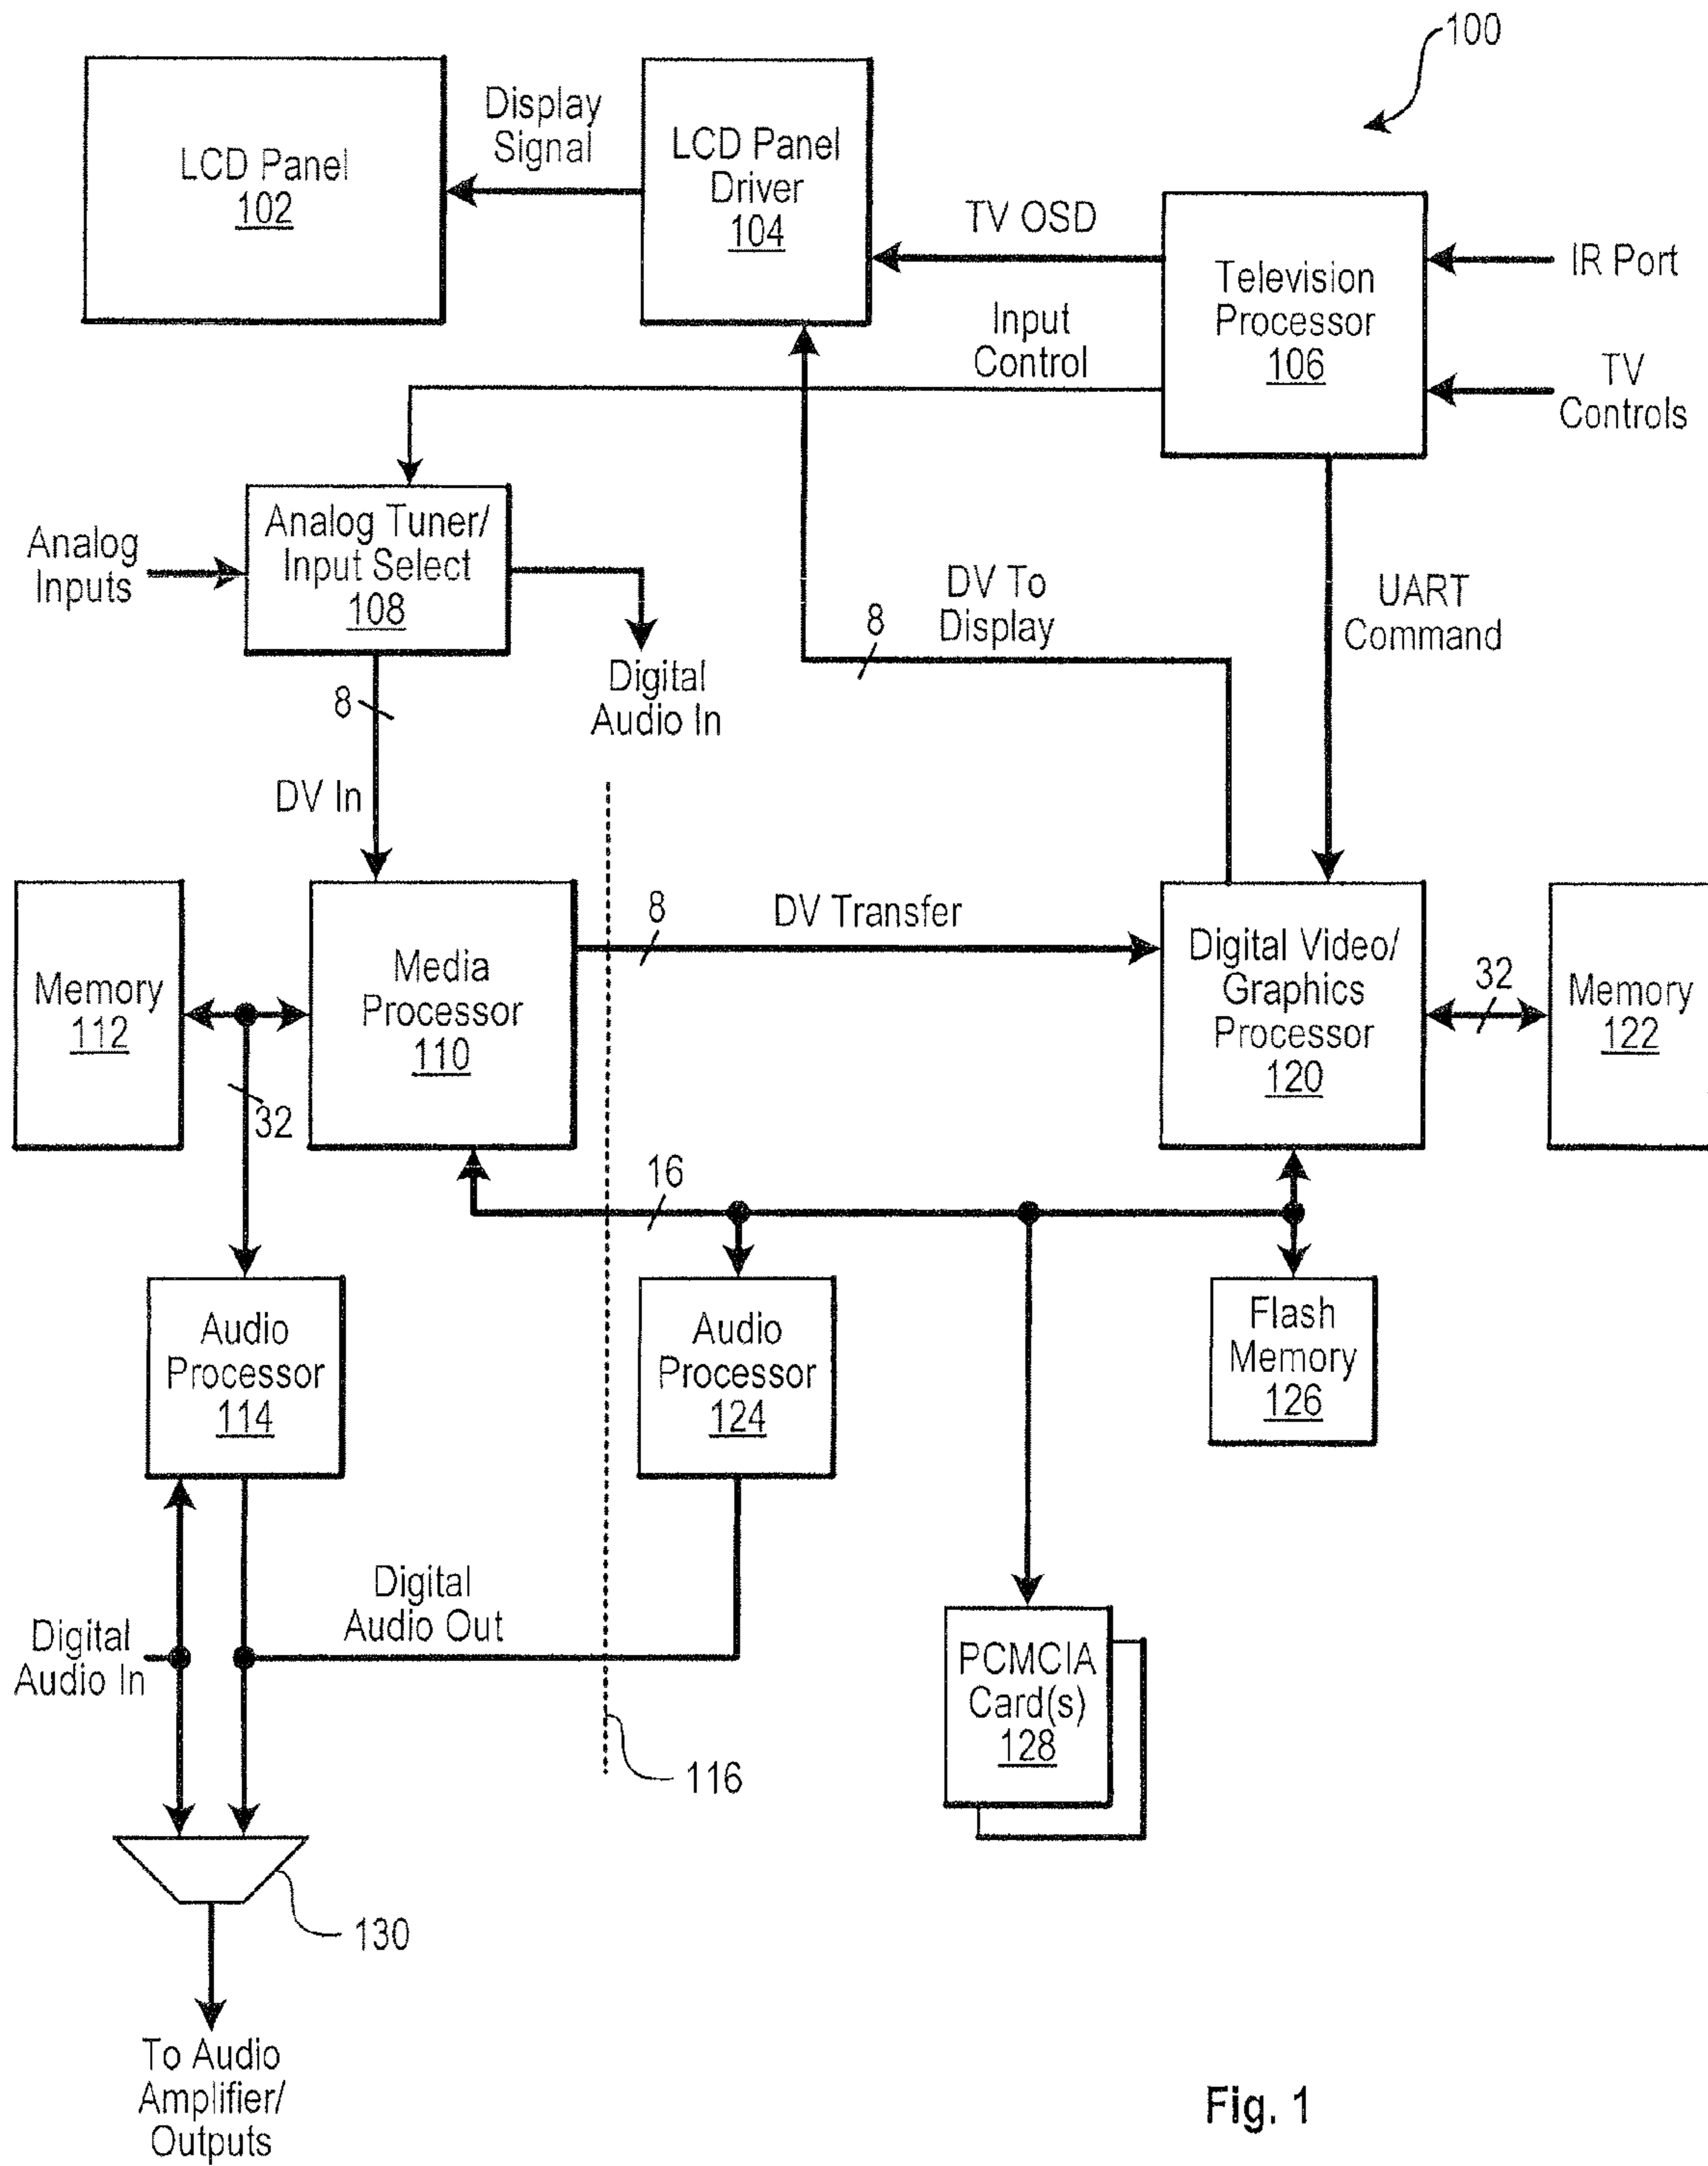 100
LCD Panel
102
Display
Signal
LCD Panel
Driver
104
TV OSD
Television
Processor
106
IR Port
TV
Controls
Input
Control
Analog
Inputs
Analog Tuner/
Input Select
108
Digital
Audio In
8
DV To
Display
UART
Command
8
DV In
Memory
112
Media
Processor
110
8
DV Transfer
Digital Video/
Graphics
Processor
120
32
Memory
122
32
16
Audio
Processor
114
Audio
Processor
124
Flash
Memory
126
Digital
Audio In
Digital
Audio Out
116
PCMCIA
Card(s)
128
130
To Audio
Amplifier/
Outputs
Fig. 1